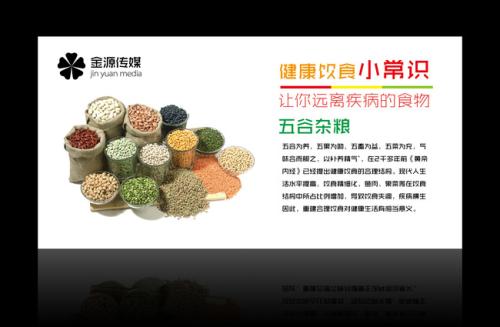 金源传媒
jin yuan media
健康饮食小常识
让你远离疾病的食物
五谷杂粮
五谷为养，五果为助，五畜为益，五菜为充，气
味合而服之，以补养精气"，在2千多年前《黄帝
内经》已经提出健康饮食的合理结构。现代人生
活水平提高，饮食精细化，鱼肉、果菜等在饮食
结构中所占比例增加，导致饮食失调，疾病横生
因此，重建合理饮食对健康生活有相当意义。